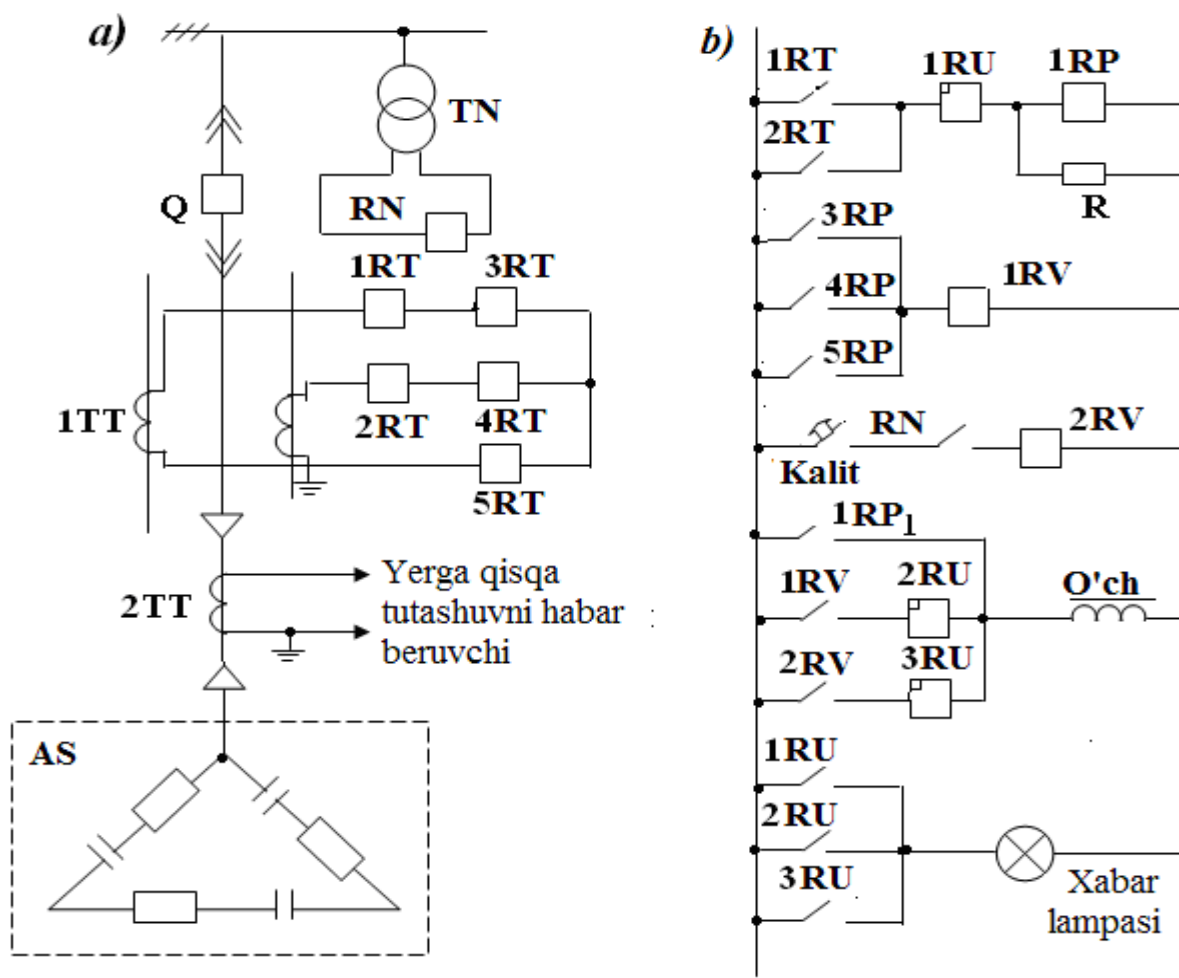 a)
TN
Q
RN
1RT
3RT
1TT
2RT
4RT
5RT
2TT
Yerga qisqa
tutashuvni habar
beruvchi
AS
b)
1RT
1RU
1RP
2RT
R
3RP
4RP
1RV
5RP
RN
2RV
Kalit
1RP1
1RV
2RU
O'ch
2RV
3RU
1RU
2RU
3RU
Xabar
lampasi